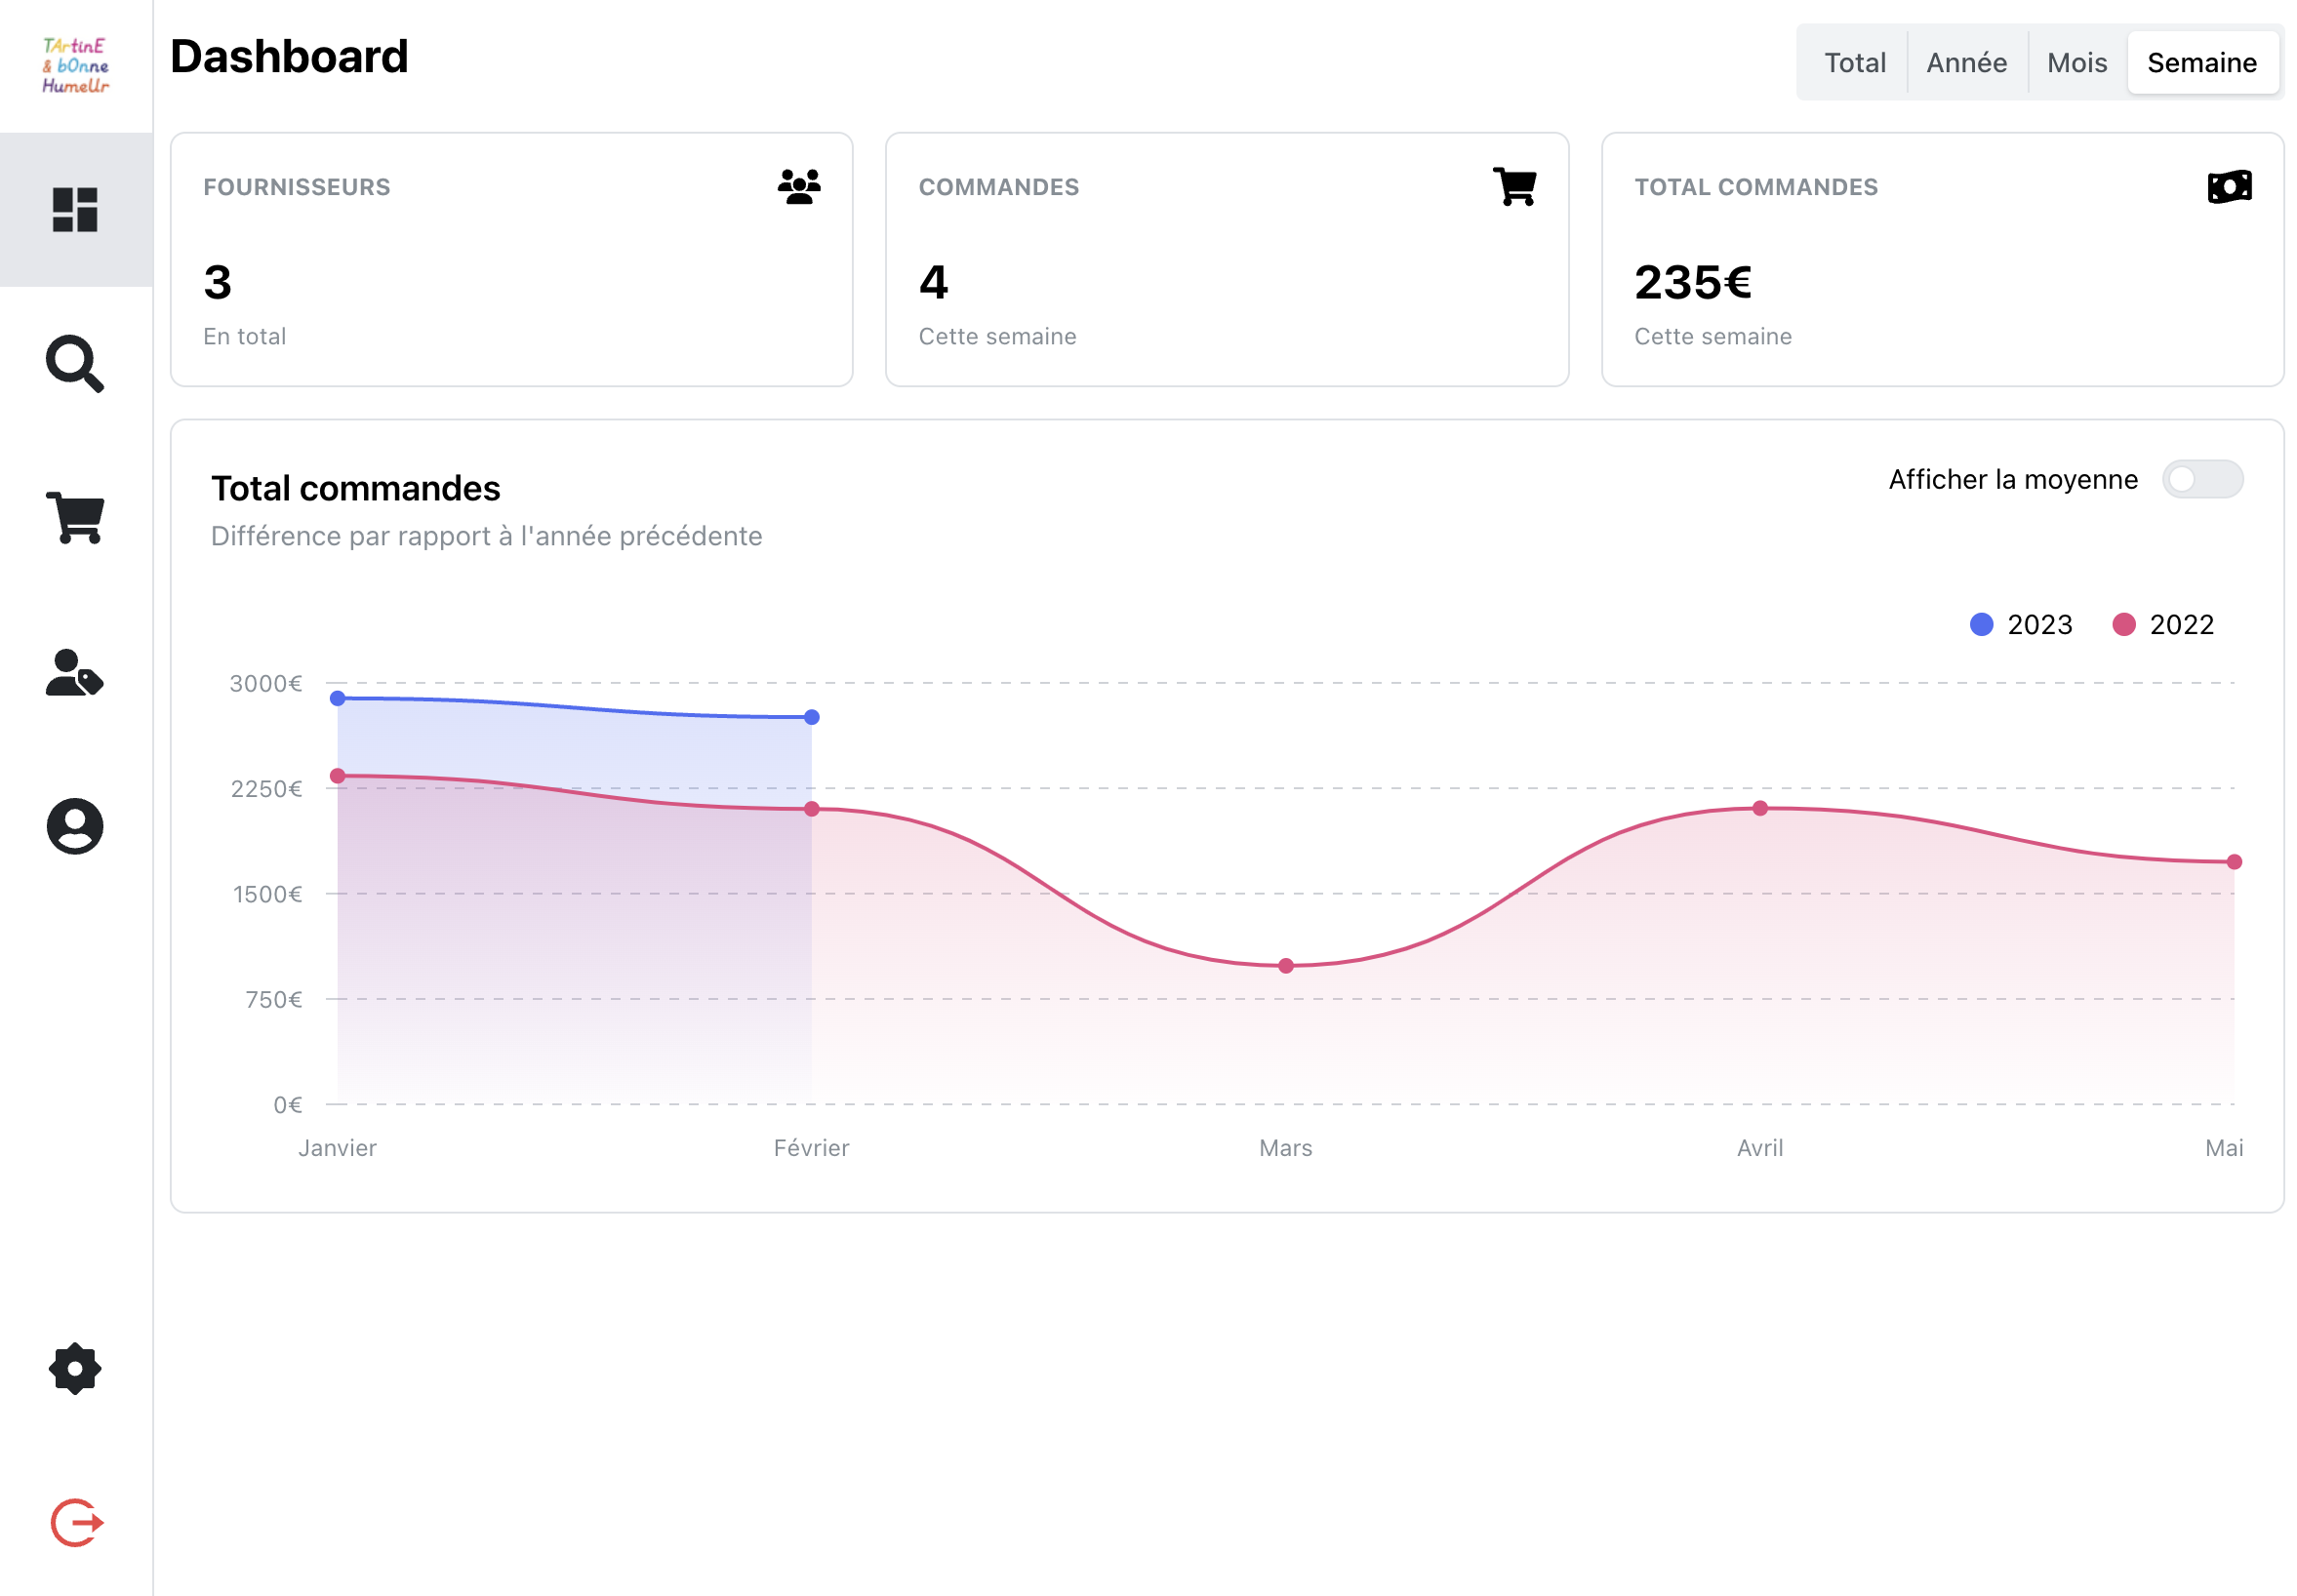 TArtinE
& bOnne
HumeUr
Dashboard
Total Année Mois Semaine
FOURNISSEURS
3
En total
COMMANDES
4
Cette semaine
TOTAL COMMANDES
235€
Cette semaine
Total commandes
Différence par rapport à l'année précédente
Afficher la moyenne
2023 2022
3000€
2250€
1500€
750€
0€
Janvier Février Mars Avril Mai